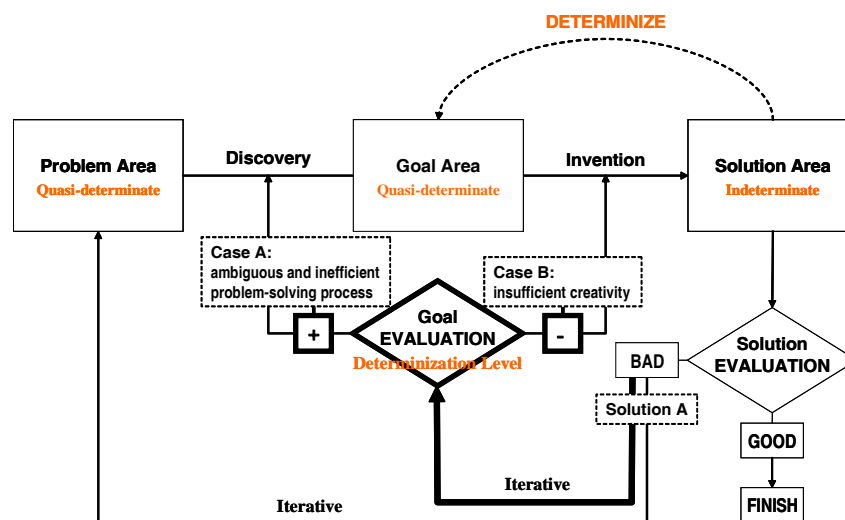 DETERMINIZE
Problem Area
Quasi-determinate
Discovery
Goal Area
Quasi-determinate
Invention
Solution Area
Indeterminate
Case A:
ambiguous and inefficient
problem-solving process
Case B:
insufficient creativity
+
Goal
EVALUATION
Determinization Level
-
Solution
EVALUATION
BAD
Solution A
GOOD
Iterative
Iterative
FINISH